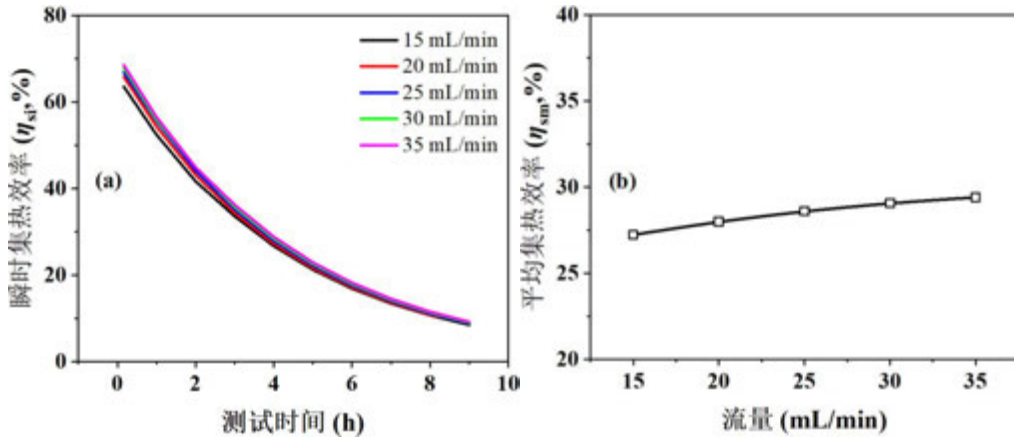 80
60
40
20
0
瞬时集热效率 (ηsi,%)
15 mL/min
20 mL/min
25 mL/min
30 mL/min
35 mL/min
(a)
0 2 4 6 8 10
测试时间 (h)
40
35
30
25
20
平均集热效率 (ηsm,%)
(b)
15 20 25 30 35
流量 (mL/min)